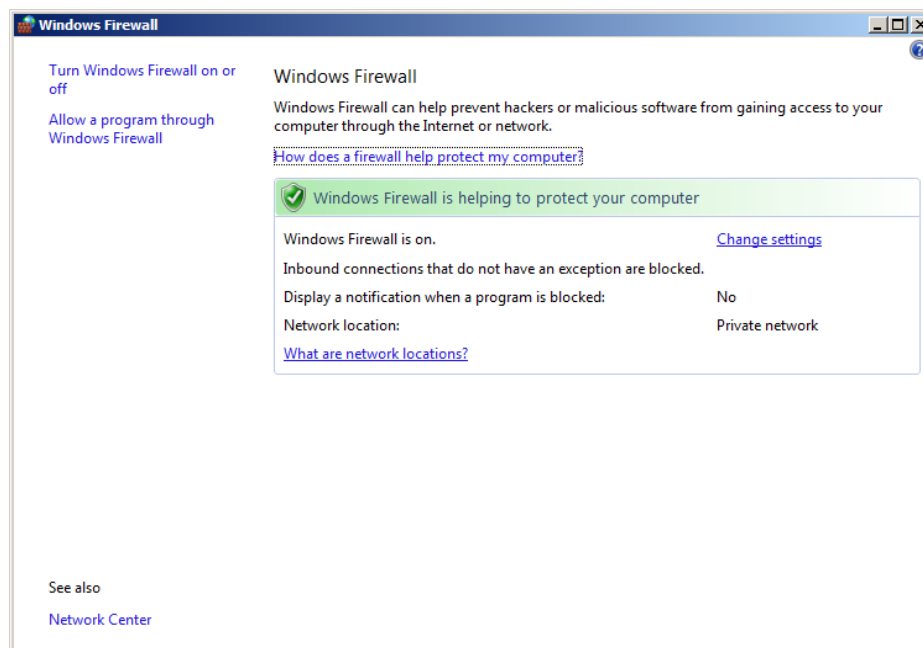 Windows Firewall
Turn Windows Firewall on or
off
Allow a program through
Windows Firewall
Windows Firewall
Windows Firewall can help prevent hackers or malicious software from gaining access to your
computer through the Internet or network.
How does a firewall help protect my computer?
Windows Firewall is helping to protect your computer
Windows Firewall is on. Change settings
Inbound connections that do not have an exception are blocked.
Display a notification when a program is blocked: No
Network location: Private network
What are network locations?
See also
Network Center